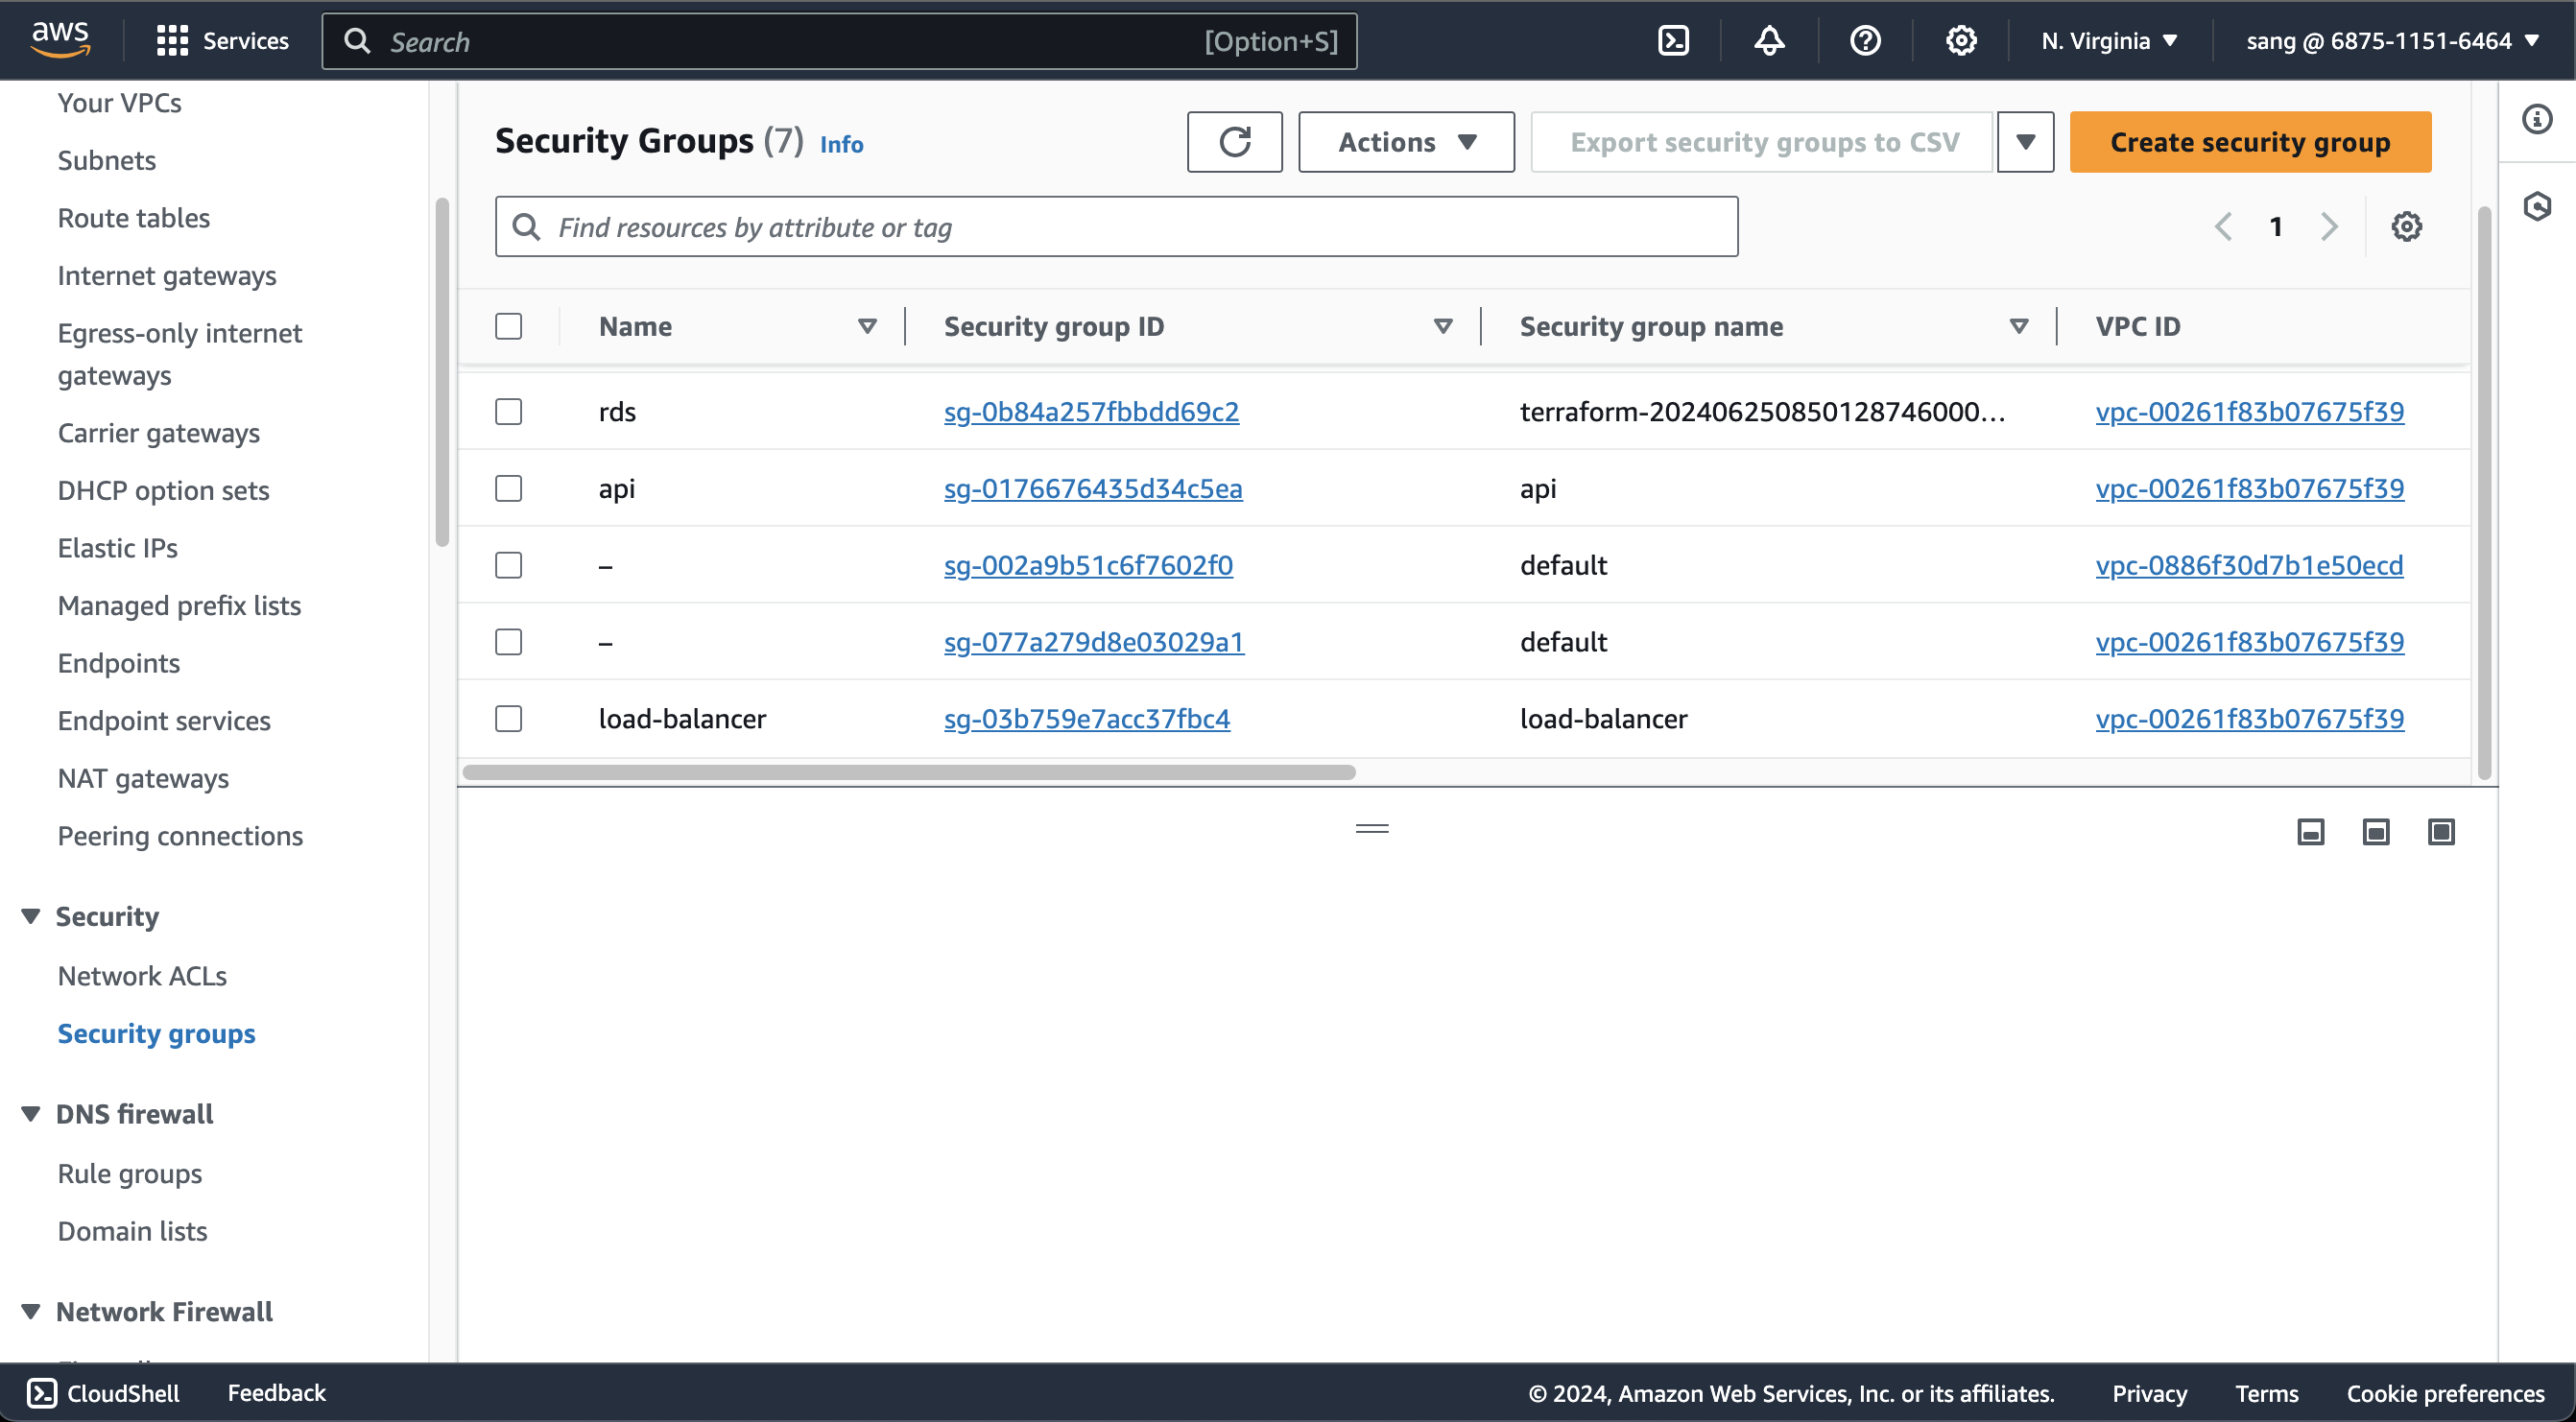 aws
Services
Search
[Option+S]
N. Virginia
sang @ 6875-1151-6464
Your VPCs
Subnets
Route tables
Internet gateways
Egress-only internet
gateways
Carrier gateways
DHCP option sets
Elastic IPs
Managed prefix lists
Endpoints
Endpoint services
NAT gateways
Peering connections
Security
Network ACLs
Security groups
DNS firewall
Rule groups
Domain lists
Network Firewall
Security Groups (7) Info
Actions
Export security groups to CSV
Create security group
Find resources by attribute or tag
1
Name Security group ID Security group name VPC ID
rds sg-0b84a257fbbdd69c2 terraform-202406250850128746000... vpc-00261f83b07675f39
api sg-0176676435d34c5ea api vpc-00261f83b07675f39
– sg-002a9b51c6f7602f0 default vpc-0886f30d7b1e50ecd
– sg-077a279d8e03029a1 default vpc-00261f83b07675f39
load-balancer sg-03b759e7acc37fbc4 load-balancer vpc-00261f83b07675f39
CloudShell
Feedback
© 2024, Amazon Web Services, Inc. or its affiliates.
Privacy
Terms
Cookie preferences